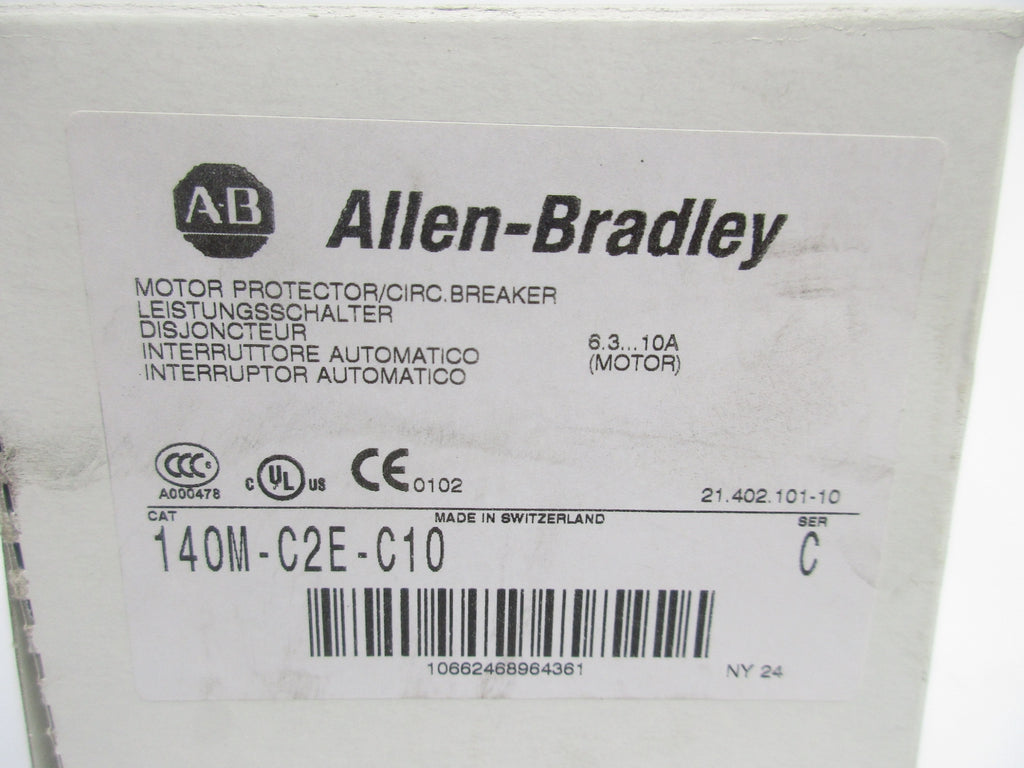 A-B Allen-Bradley
MOTOR PROTECTOR/CIRC.BREAKER
LEISTUNGSSCHALTER
DISJONCTEUR
INTERRUTTORE AUTOMATICO
INTERRUPTOR AUTOMATICO
6.3...10A
(MOTOR)
CCC c UL US CE 0102
A000478
21.402.101-10
CAT MADE IN SWITZERLAND SER
140M-C2E-C10 C
10662468964361
NY 24